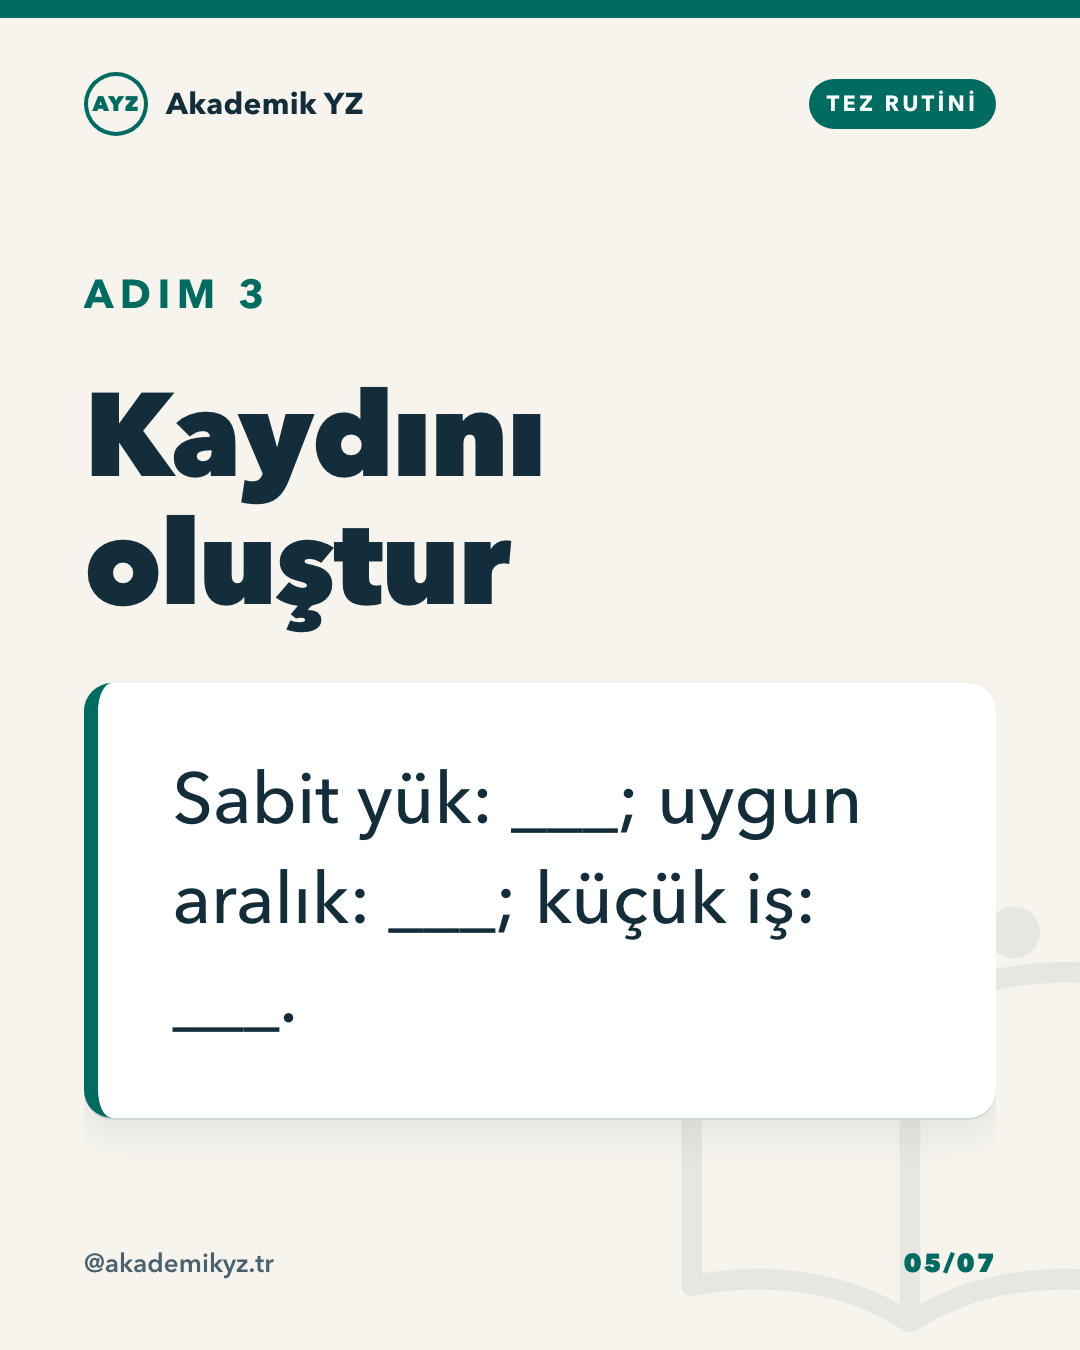 AYZ Akademik YZ
TEZ RUTİNİ
ADIM 3
Kaydını
oluştur
Sabit yük: ___; uygun
aralık: ___; küçük iş:
___.
@akademikyz.tr
05/07